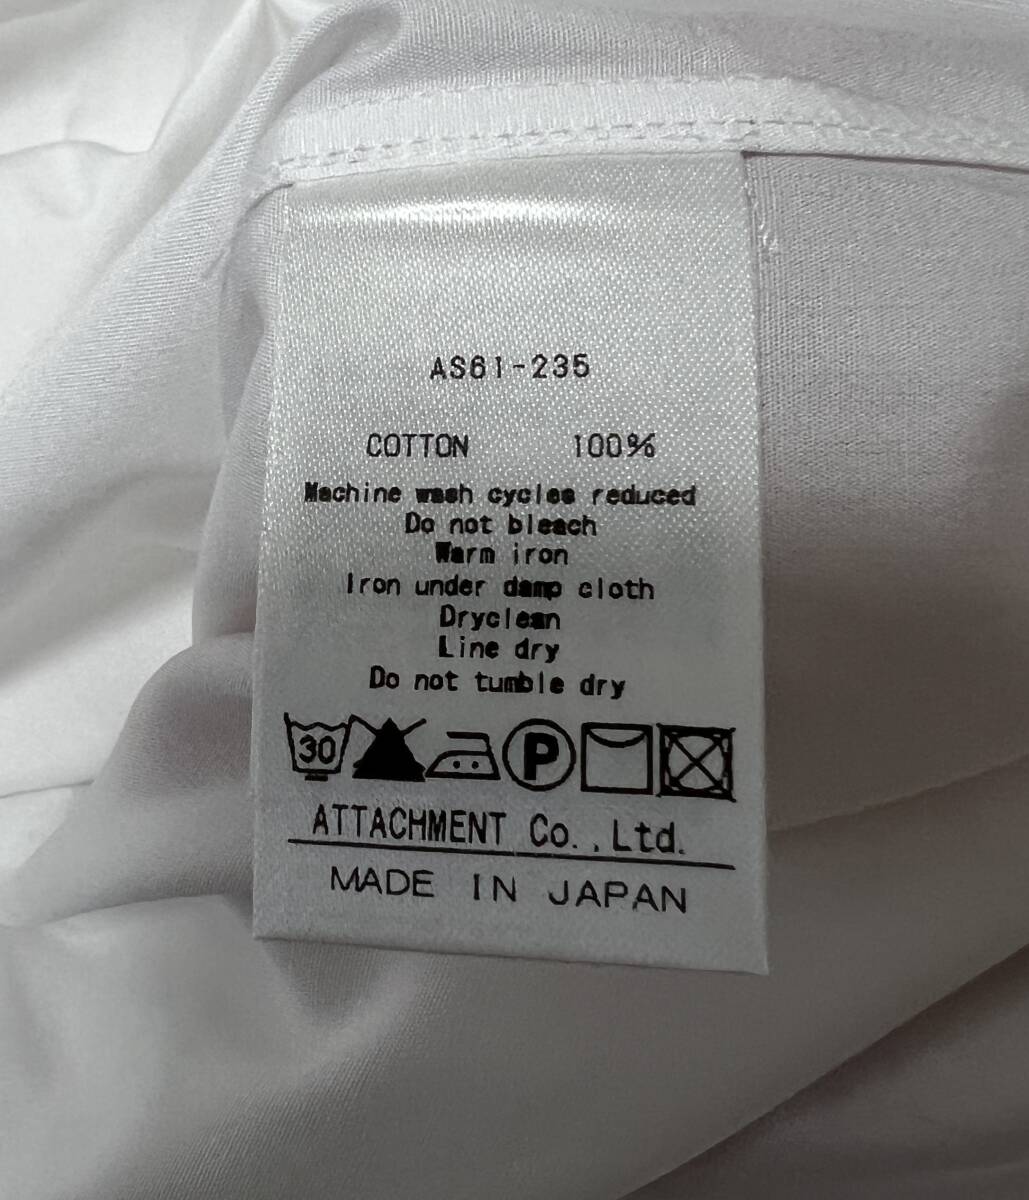 AS61-235
COTTON 100%
Machine wash cycles reduced
Do not bleach
Warm iron
Iron under damp cloth
Dryclean
Line dry
Do not tumble dry
30 P
ATTACHMENT Co.,Ltd.
MADE IN JAPAN